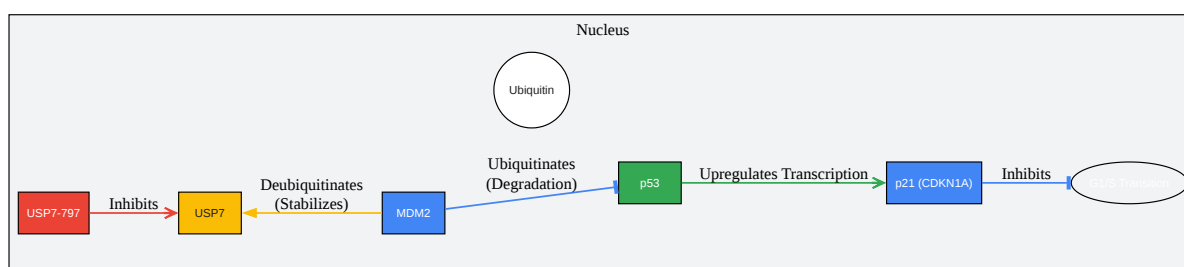 Nucleus
Ubiquitin
Ubiquitinates
(Degradation)
USP7-797
Inhibits
USP7
Deubiquitinates
(Stabilizes)
MDM2
p53
Upregulates Transcription
p21 (CDKN1A)
Inhibits